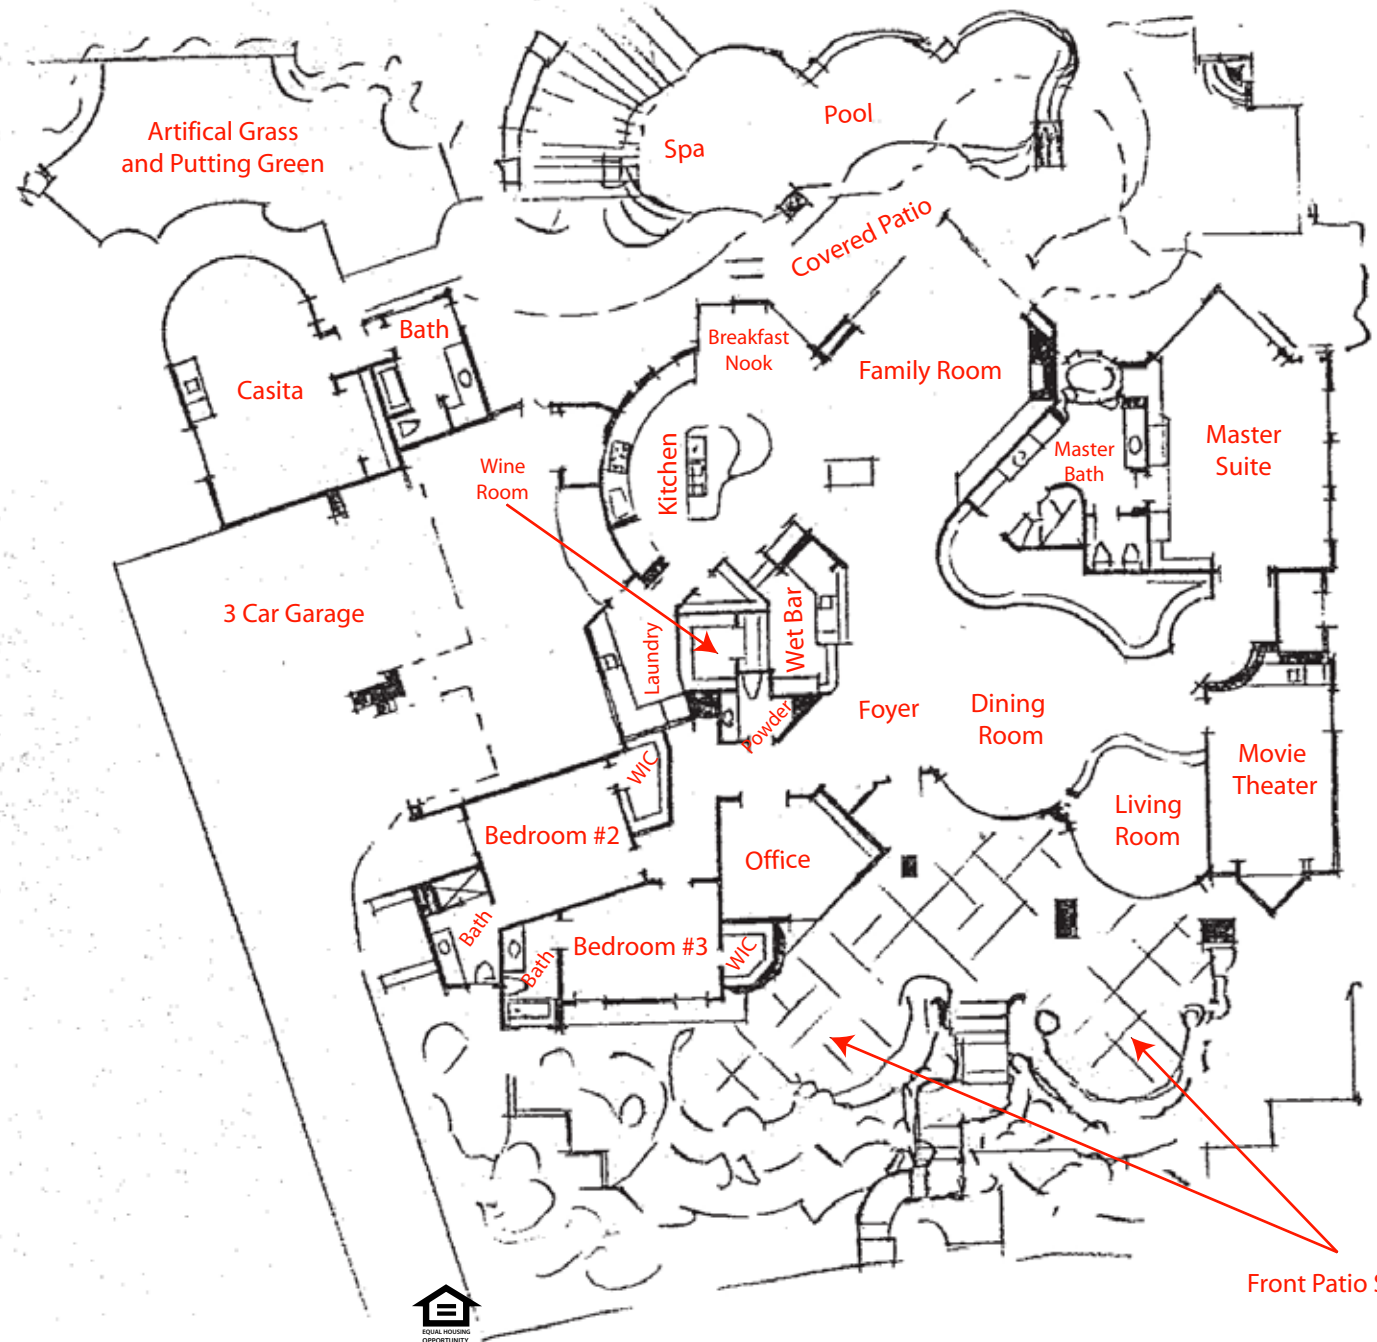 Artifical Grass
and Putting Green
Spa
Pool
Covered Patio
Bath
Casita
Breakfast
Nook
Family Room
Kitchen
Wine
Room
Master
Bath
Master
Suite
3 Car Garage
Laundry
Wet Bar
Powder
Foyer
Dining
Room
WIC
Movie
Theater
Living
Room
Bedroom #2
Office
Bath
Bath
Bedroom #3
WIC
Front Patio S
EQUAL HOUSING
OPPORTUNITY